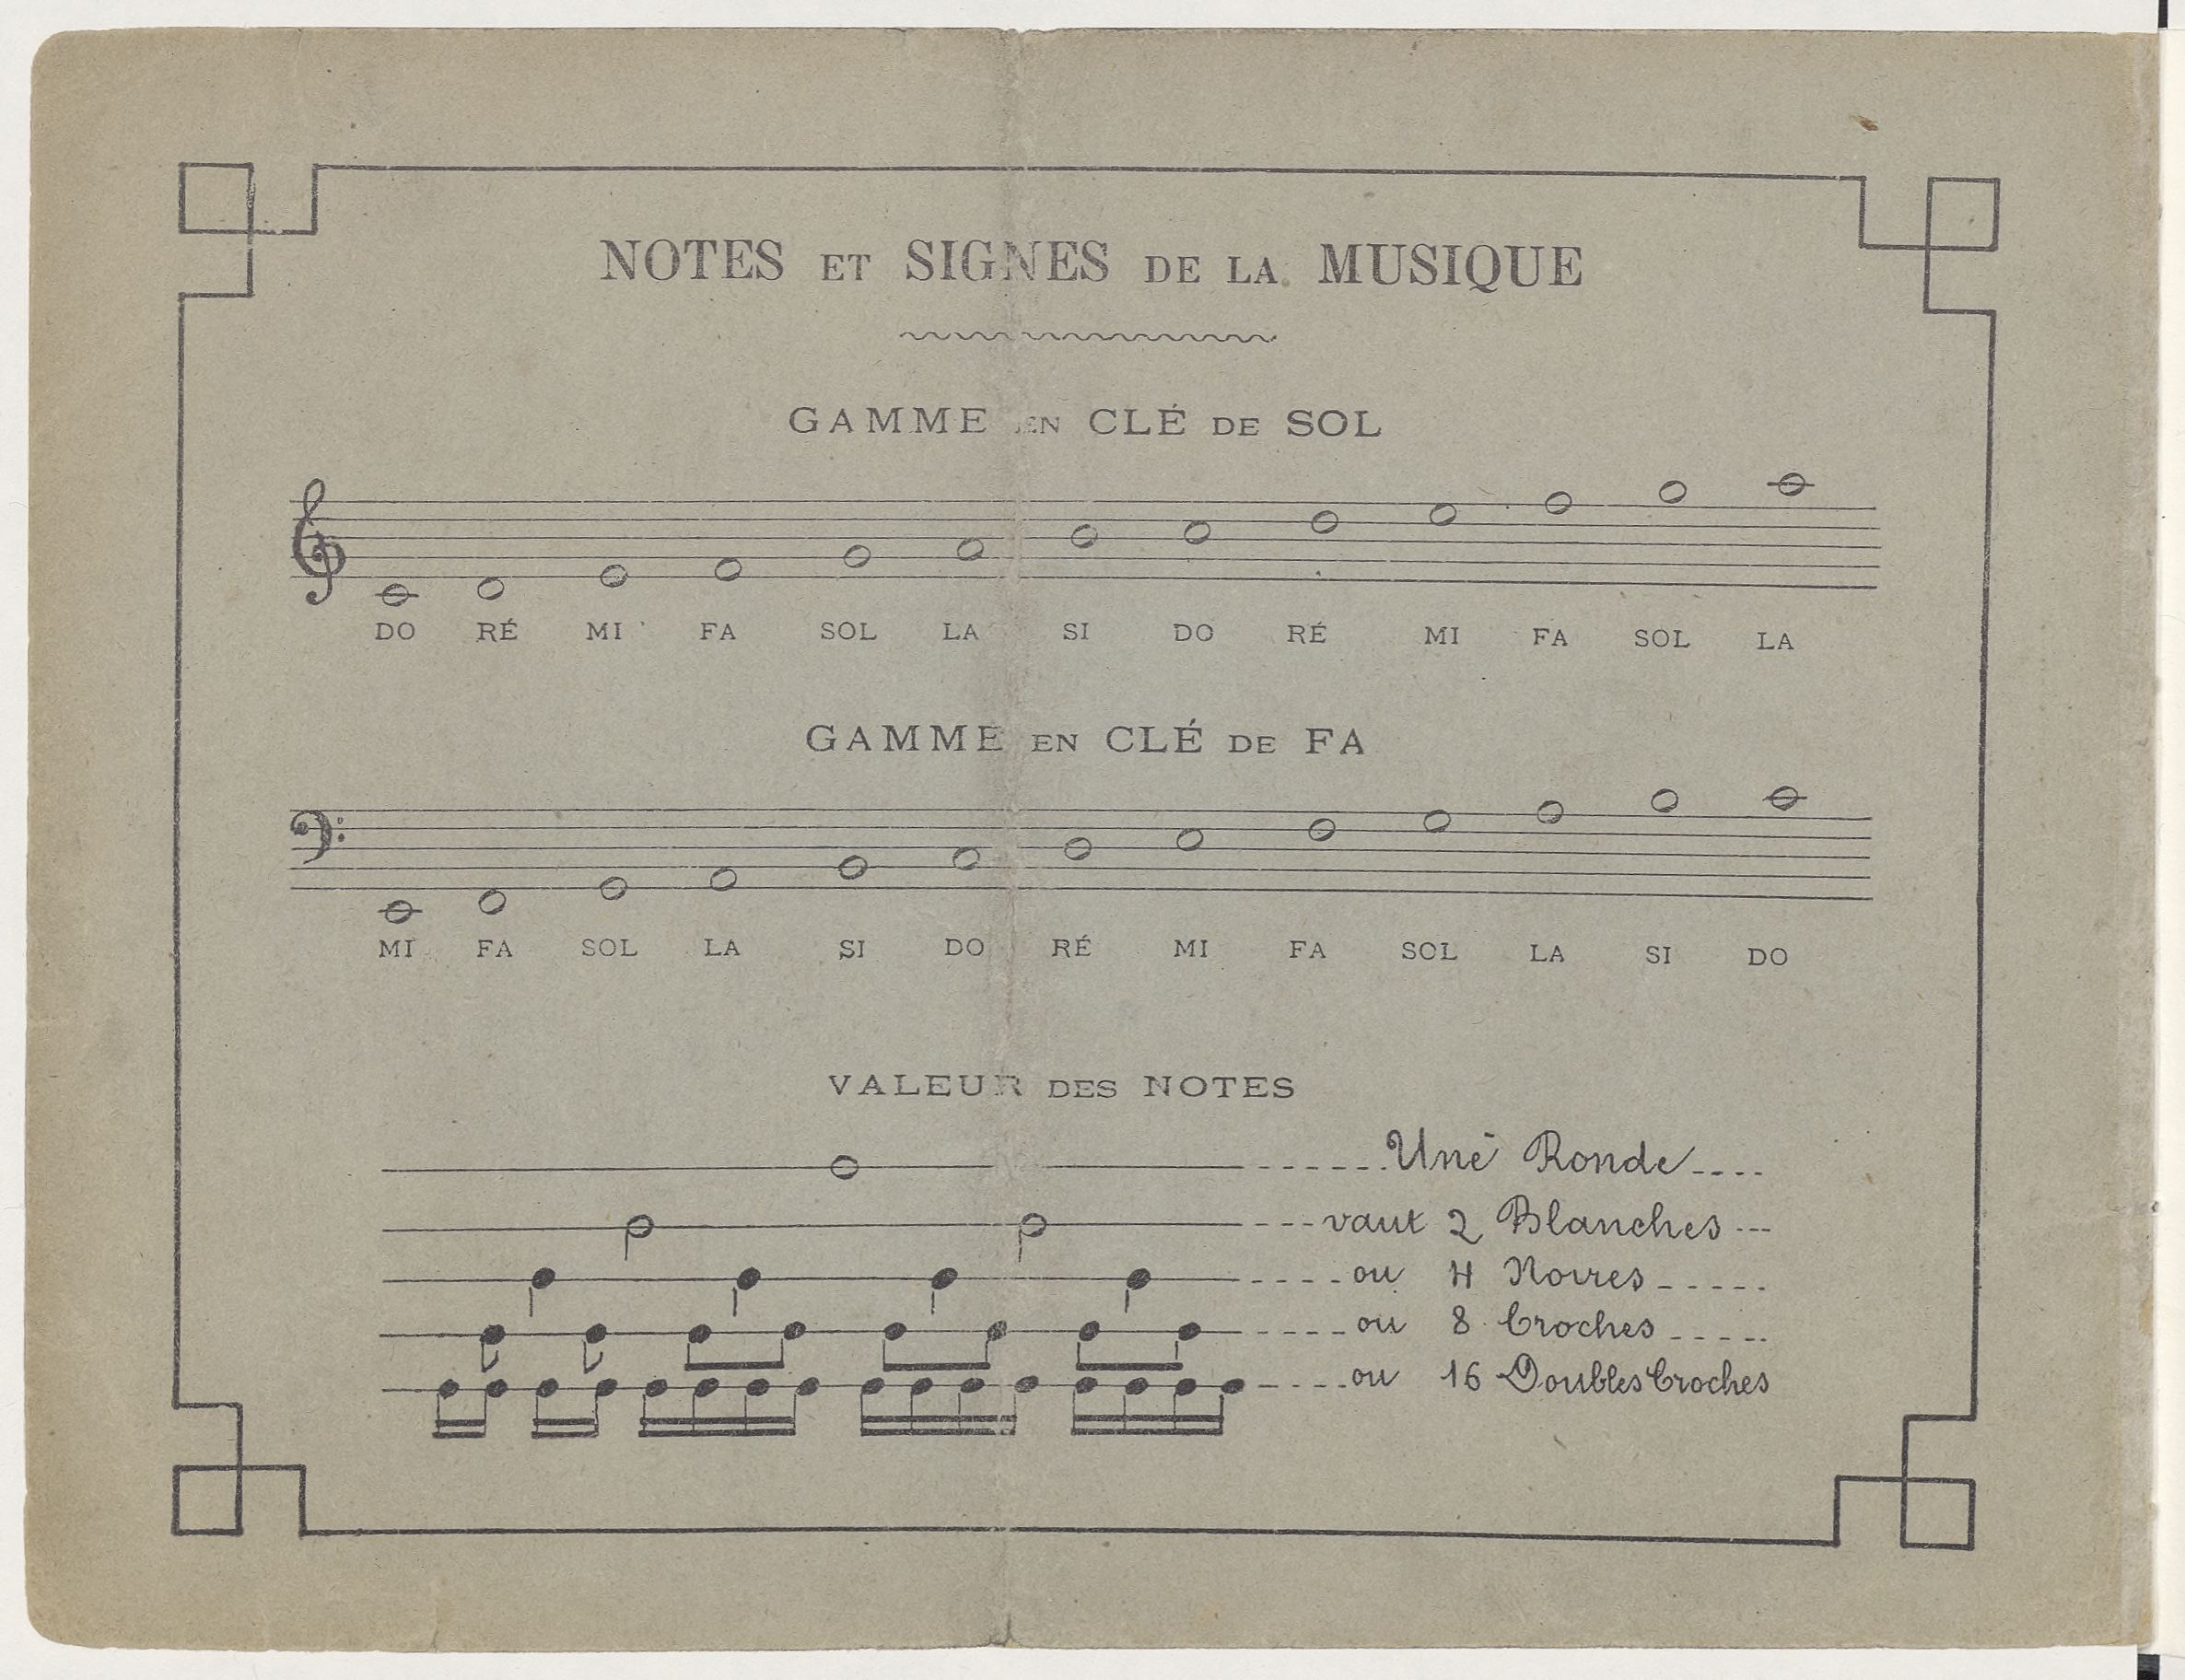 NOTES ET SIGNES DE LA MUSIQUE
GAMME EN CLÉ DE SOL
DO RÉ MI FA SOL LA SI DO RÉ MI FA SOL LA
GAMME EN CLÉ DE FA
MI FA SOL LA SI DO RÉ MI FA SOL LA SI DO
VALEUR DES NOTES
Une Ronde
vaut 2 Blanches
ou 4 Noires
ou 8 Croches
ou 16 Doubles Croches